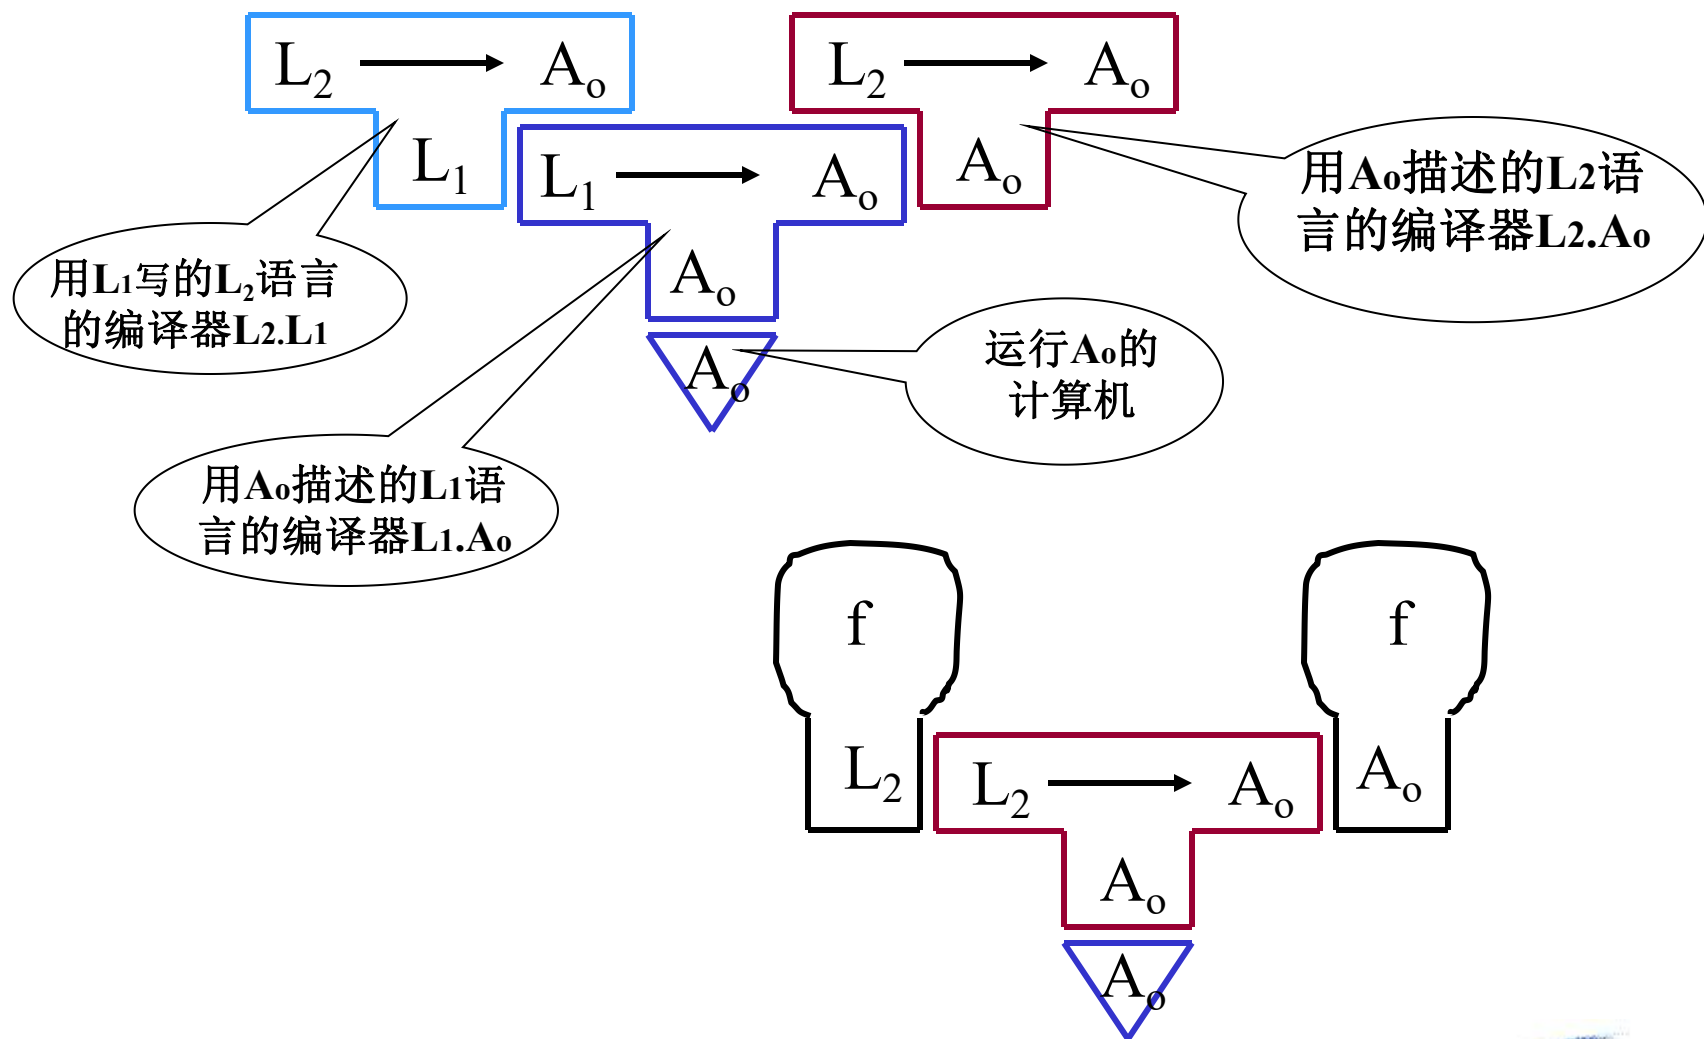 L₂ → Aₒ
L₁
L₁ → Aₒ
Aₒ
Aₒ
L₂ → Aₒ
Aₒ
用L1写的L₂语言
的编译器L2.L1
用Ao描述的L2语
言的编译器L2.Ao
运行Ao的
计算机
用Ao描述的L1语
言的编译器L1.Ao
f
L₂
L₂ → Aₒ
Aₒ
Aₒ
f
Aₒ